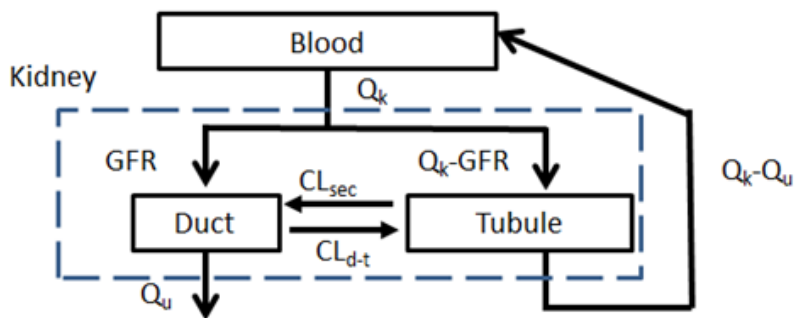 Blood
Kidney
Qk
GFR
Qk-GFR
CLsec
Qk-Qu
Duct
Tubule
CLd-t
Qu